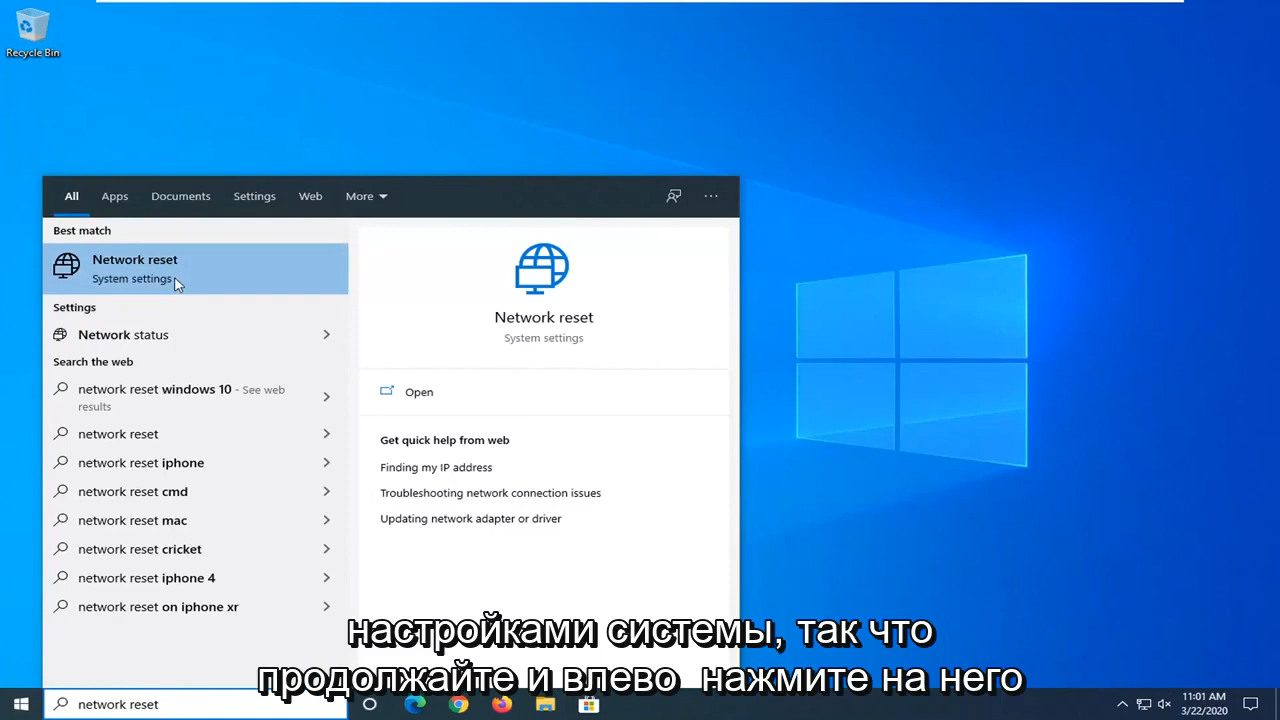 Recycle Bin
All Apps Documents Settings Web More
Best match
Network reset
System settings
Settings
Network status
Search the web
network reset windows 10 - See web
results
network reset
network reset iphone
network reset cmd
network reset mac
network reset cricket
network reset iphone 4
network reset on iphone xr
Network reset
System settings
Open
Get quick help from web
Finding my IP address
Troubleshooting network connection issues
Updating network adapter or driver
настройками системы, так что
продолжайте и влево нажмите на него
network reset
11:01 AM
3/22/2020